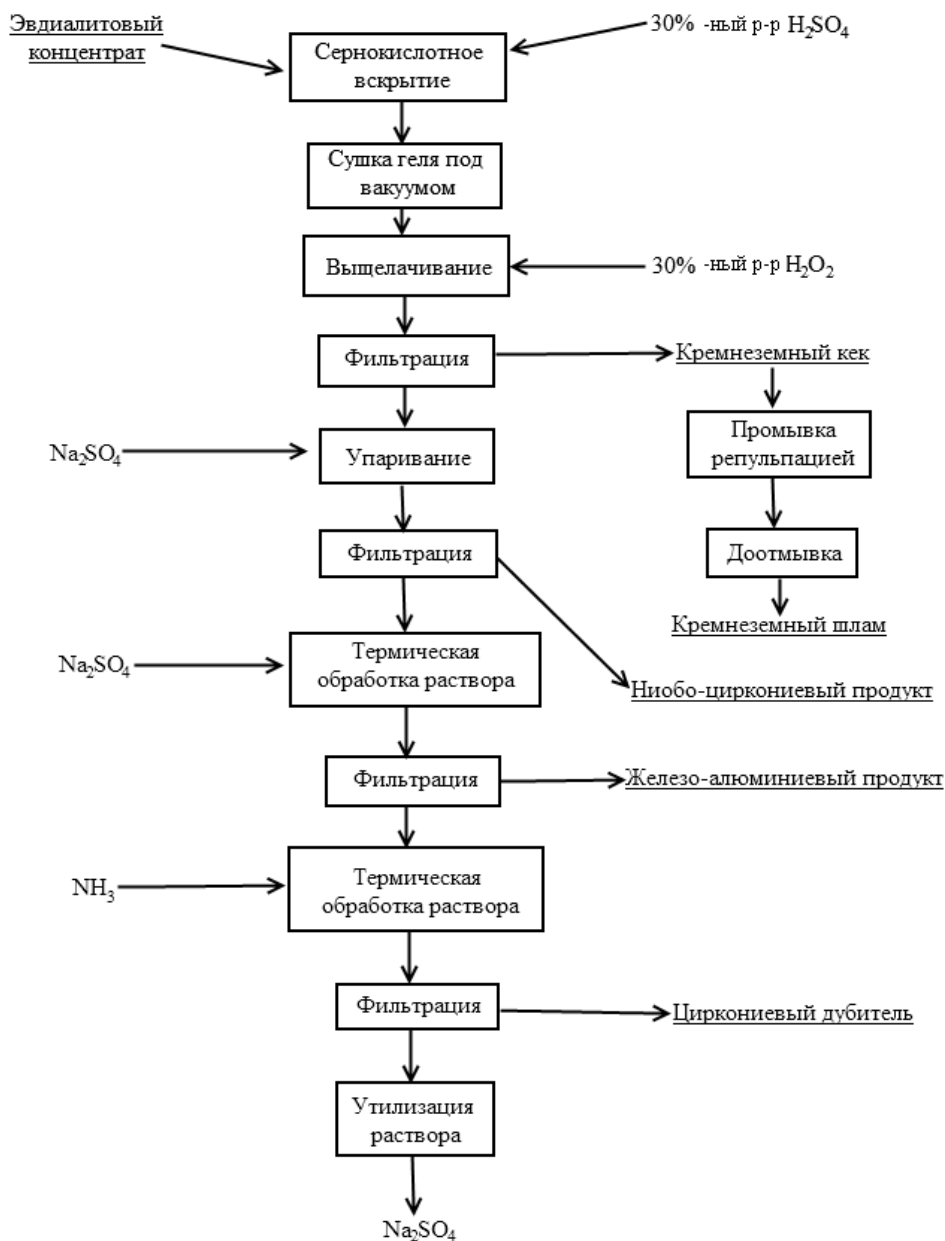 Эвдиалитовый
концентрат
30% -ный р-р H₂SO₄
Сернокислотное
вскрытие
Сушка геля под
вакуумом
Выщелачивание
30% -ный р-р H₂O₂
Фильтрация
Кремнеземный кек
Na₂SO₄
Упаривание
Промывка
репульпацией
Фильтрация
Доотмывка
Кремнеземный шлам
Na₂SO₄
Термическая
обработка раствора
Ниобо-циркониевый продукт
Фильтрация
Железо-алюминиевый продукт
NH₃
Термическая
обработка раствора
Фильтрация
Циркониевый дубитель
Утилизация
раствора
Na₂SO₄